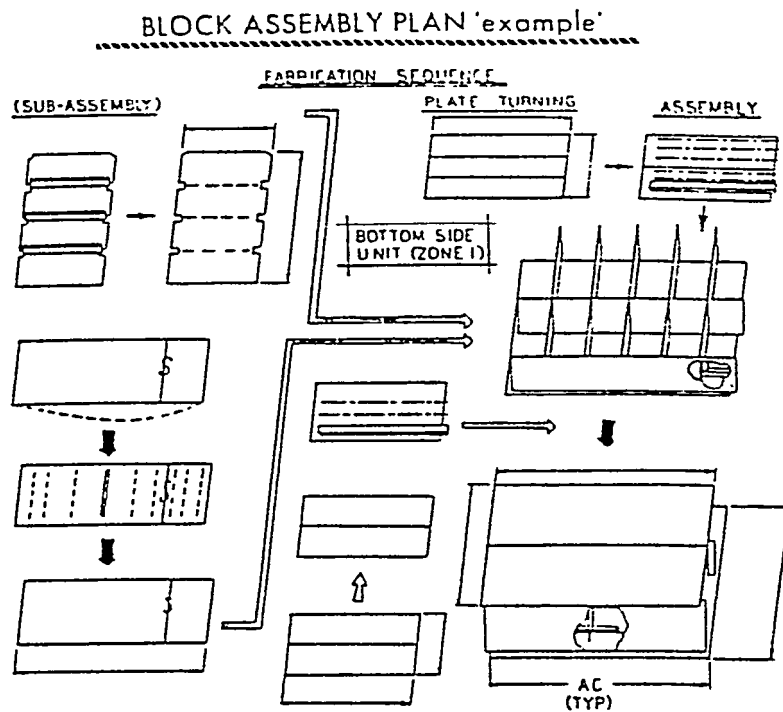 BLOCK ASSEMBLY PLAN 'example'
FABRICATION SEQUENCE
(SUB-ASSEMBLY)
PLATE TURNING
ASSEMBLY
BOTTOM SIDE
UNIT (ZONE 1)
S
S
S
AC
(TYP)